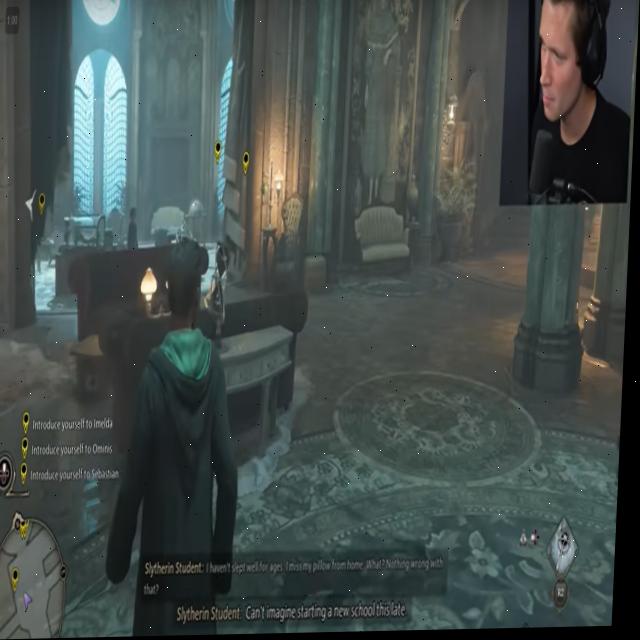 1:00
Introduce yourself to Imelda
Introduce yourself to Ominis
Introduce yourself to Sebastian
Slytherin Student: I haven't slept well for ages. I miss my pillow from home. What? Nothing wrong with
that?
Slytherin Student: Can't imagine starting a new school this late